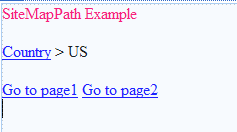 SiteMapPath Example
Country > US
Go to page1 Go to page2